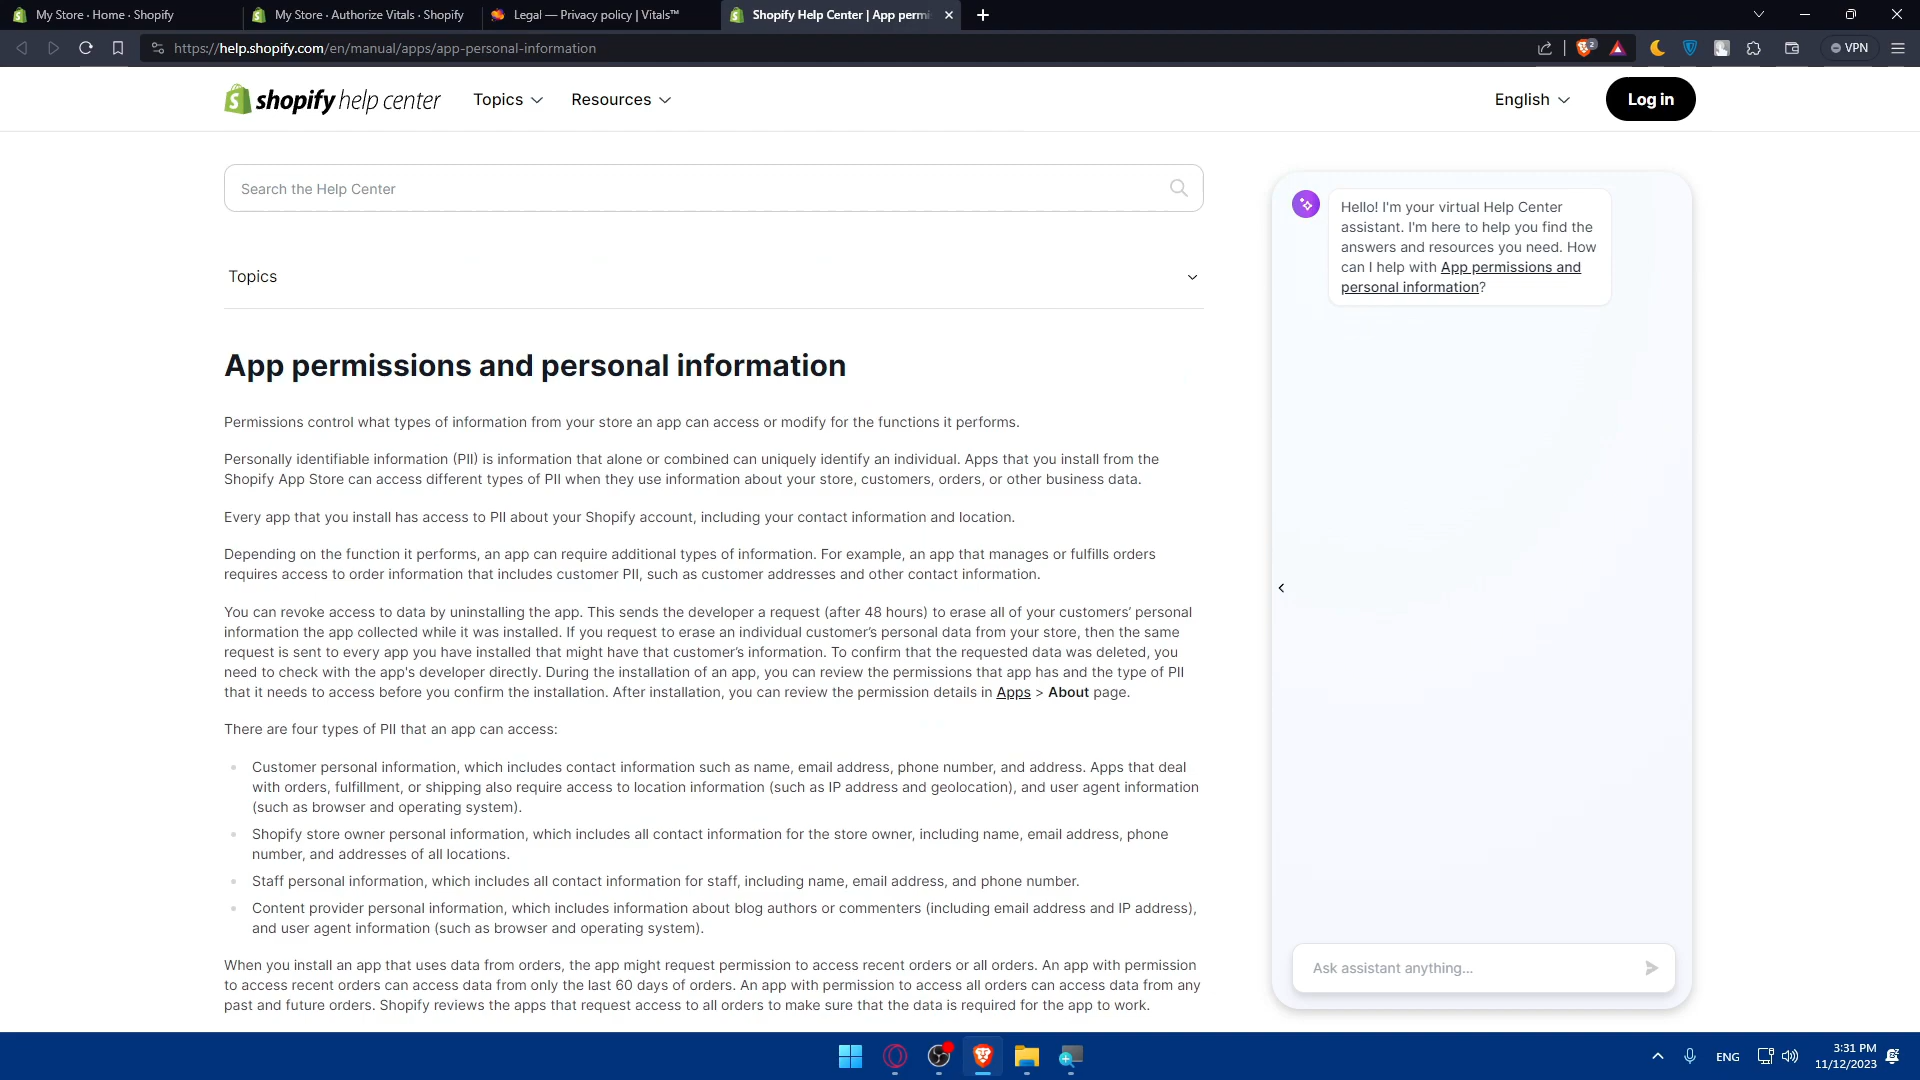 My Store · Home · Shopify
My Store · Authorize Vitals · Shopify
Legal — Privacy policy | Vitals™
Shopify Help Center | App permi
https://help.shopify.com/en/manual/apps/app-personal-information
2
VPN
shopify help center
Topics
Resources
English
Log in
Search the Help Center
Topics
App permissions and personal information
Permissions control what types of information from your store an app can access or modify for the functions it performs.
Personally identifiable information (PII) is information that alone or combined can uniquely identify an individual. Apps that you install from the
Shopify App Store can access different types of PII when they use information about your store, customers, orders, or other business data.
Every app that you install has access to PII about your Shopify account, including your contact information and location.
Depending on the function it performs, an app can require additional types of information. For example, an app that manages or fulfills orders
requires access to order information that includes customer PII, such as customer addresses and other contact information.
You can revoke access to data by uninstalling the app. This sends the developer a request (after 48 hours) to erase all of your customers' personal
information the app collected while it was installed. If you request to erase an individual customer's personal data from your store, then the same
request is sent to every app you have installed that might have that customer's information. To confirm that the requested data was deleted, you
need to check with the app's developer directly. During the installation of an app, you can review the permissions that app has and the type of PII
that it needs to access before you confirm the installation. After installation, you can review the permission details in Apps > About page.
There are four types of PII that an app can access:
Customer personal information, which includes contact information such as name, email address, phone number, and address. Apps that deal
with orders, fulfillment, or shipping also require access to location information (such as IP address and geolocation), and user agent information
(such as browser and operating system).
Shopify store owner personal information, which includes all contact information for the store owner, including name, email address, phone
number, and addresses of all locations.
Staff personal information, which includes all contact information for staff, including name, email address, and phone number.
Content provider personal information, which includes information about blog authors or commenters (including email address and IP address),
and user agent information (such as browser and operating system).
When you install an app that uses data from orders, the app might request permission to access recent orders or all orders. An app with permission
to access recent orders can access data from only the last 60 days of orders. An app with permission to access all orders can access data from any
past and future orders. Shopify reviews the apps that request access to all orders to make sure that the data is required for the app to work.
Hello! I'm your virtual Help Center
assistant. I'm here to help you find the
answers and resources you need. How
can I help with App permissions and
personal information?
Ask assistant anything...
ENG
3:31 PM
11/12/2023